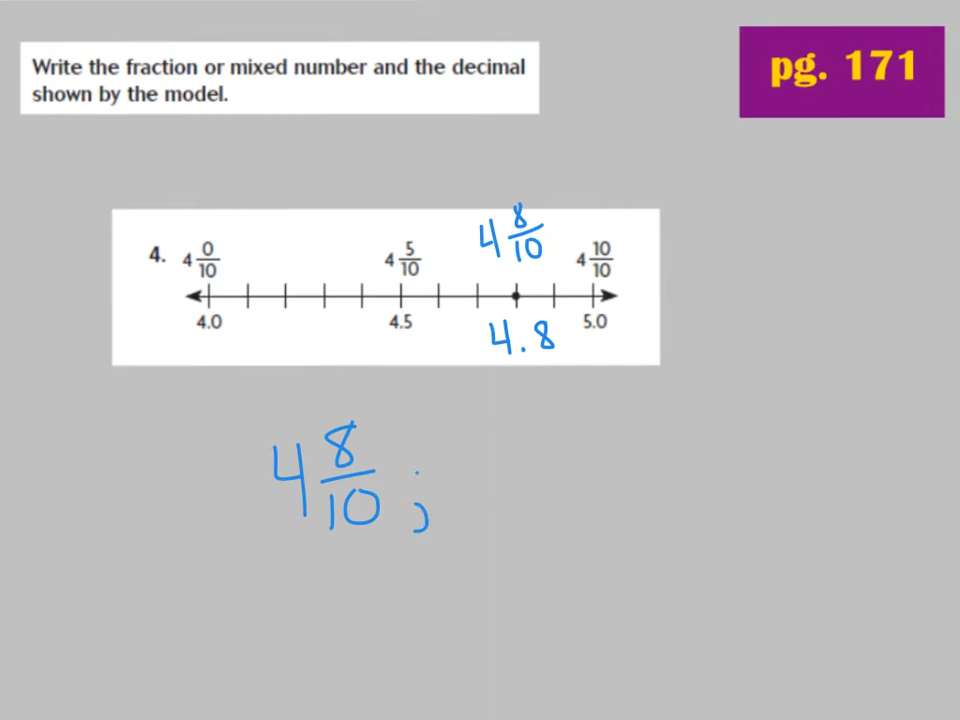 Write the fraction or mixed number and the decimal
shown by the model.
pg. 171
4 8/10
4. 4 0/10 4 5/10 4 10/10
4.0 4.5 4.8 5.0
4 8/10 ;